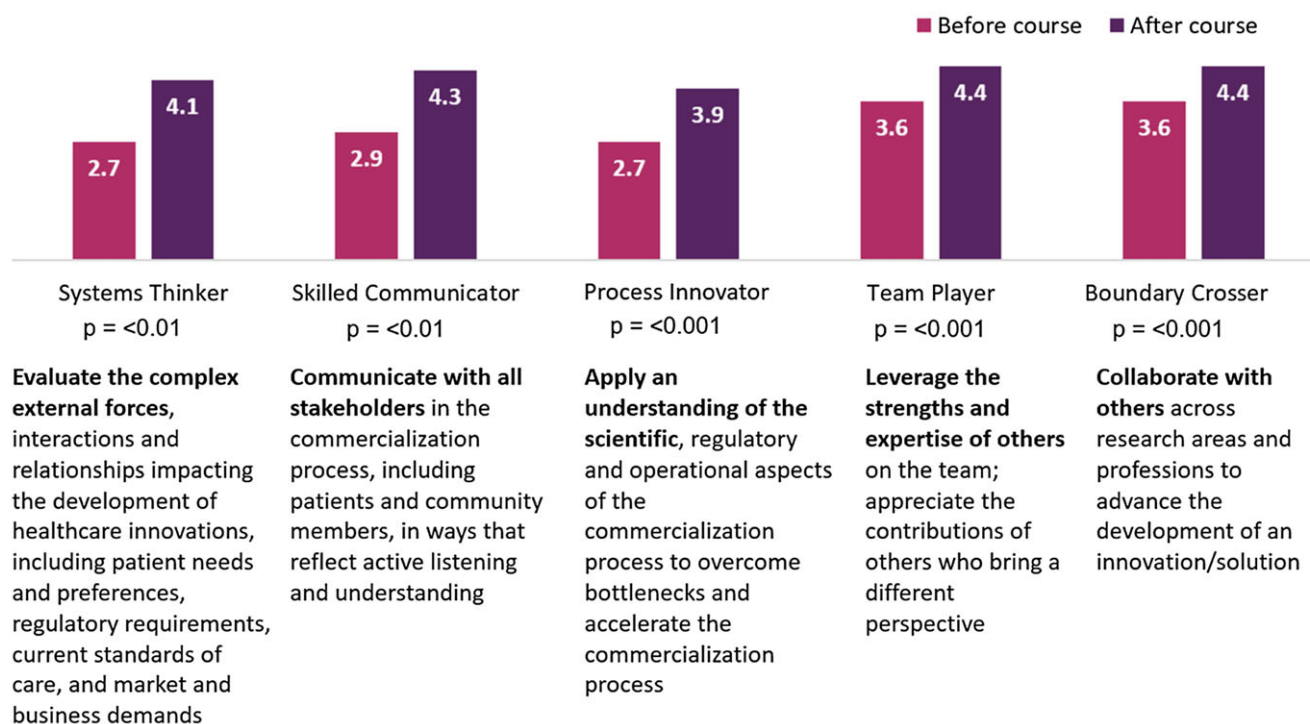 Before course After course
2.7 4.1 2.9 4.3 2.7 3.9 3.6 4.4 3.6 4.4
Systems Thinker
p = <0.01
Evaluate the complex
external forces,
interactions and
relationships impacting
the development of
healthcare innovations,
including patient needs
and preferences,
regulatory requirements,
current standards of
care, and market and
business demands
Skilled Communicator
p = <0.01
Communicate with all
stakeholders in the
commercialization
process, including
patients and community
members, in ways that
reflect active listening
and understanding
Process Innovator
p = <0.001
Apply an
understanding of the
scientific, regulatory
and operational aspects
of the
commercialization
process to overcome
bottlenecks and
accelerate the
commercialization
process
Team Player
p = <0.001
Leverage the
strengths and
expertise of others
on the team;
appreciate the
contributions of
others who bring a
different
perspective
Boundary Crosser
p = <0.001
Collaborate with
others across
research areas and
professions to
advance the
development of an
innovation/solution